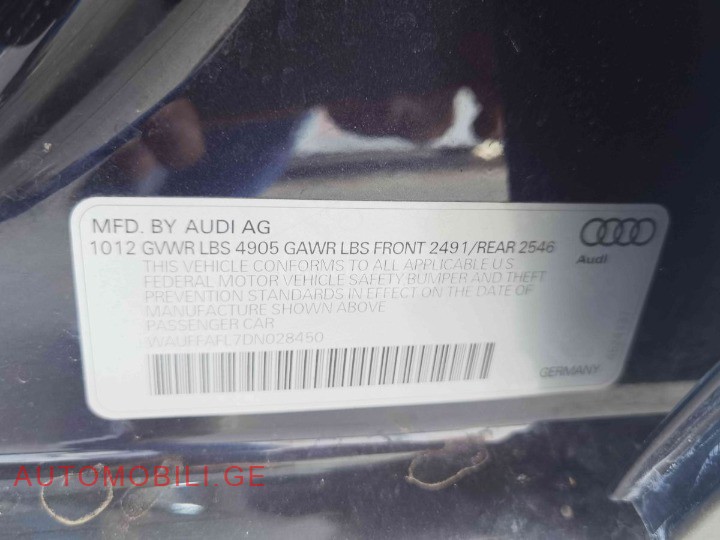 MFD. BY AUDI AG
1012 GVWR LBS 4905 GAWR LBS FRONT 2491/REAR 2546
THIS VEHICLE CONFORMS TO ALL APPLICABLE U S
FEDERAL MOTOR VEHICLE SAFETY BUMPER AND THEFT
PREVENTION STANDARDS IN EFFECT ON THE DATE OF
MANUFACTURE SHOWN ABOVE
PASSENGER CAR
WAUFFAFL7DN028450
Audi
GERMANY
AUTOMOBILI.GE